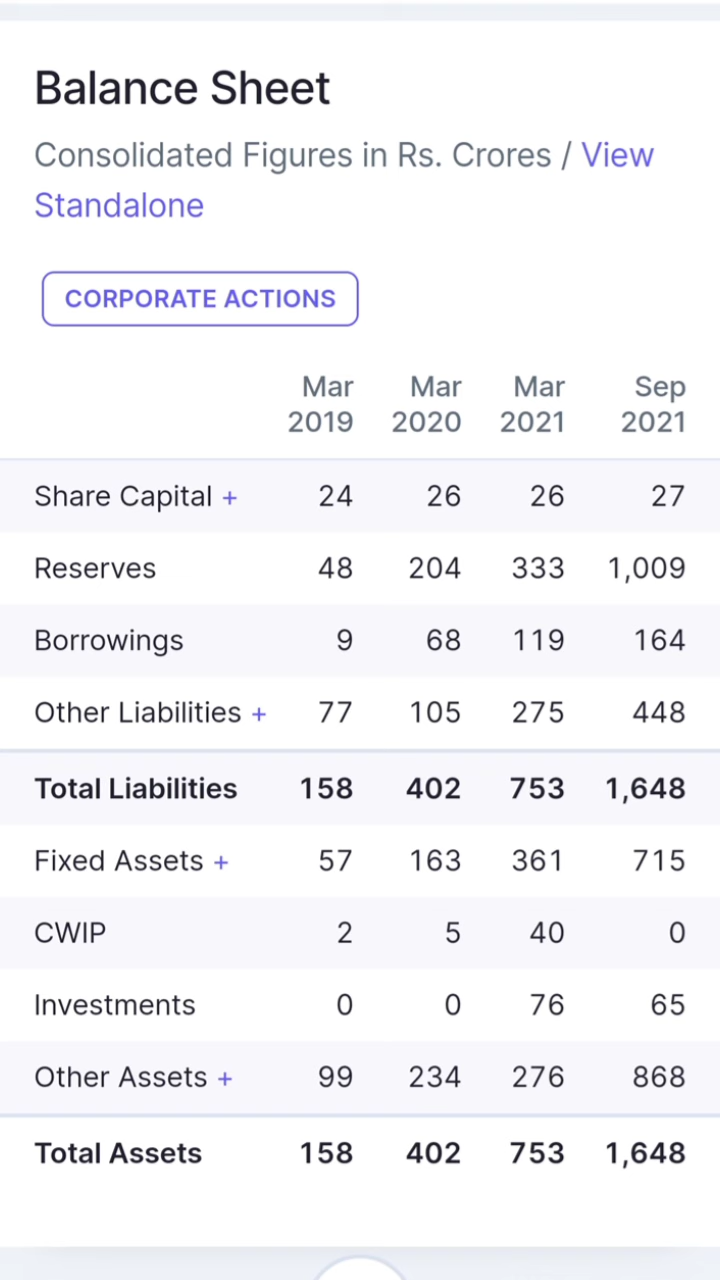 Balance Sheet
Consolidated Figures in Rs. Crores / View
Standalone
CORPORATE ACTIONS
Mar 2019 Mar 2020 Mar 2021 Sep 2021
Share Capital + 24 26 26 27
Reserves 48 204 333 1,009
Borrowings 9 68 119 164
Other Liabilities + 77 105 275 448
Total Liabilities 158 402 753 1,648
Fixed Assets + 57 163 361 715
CWIP 2 5 40 0
Investments 0 0 76 65
Other Assets + 99 234 276 868
Total Assets 158 402 753 1,648